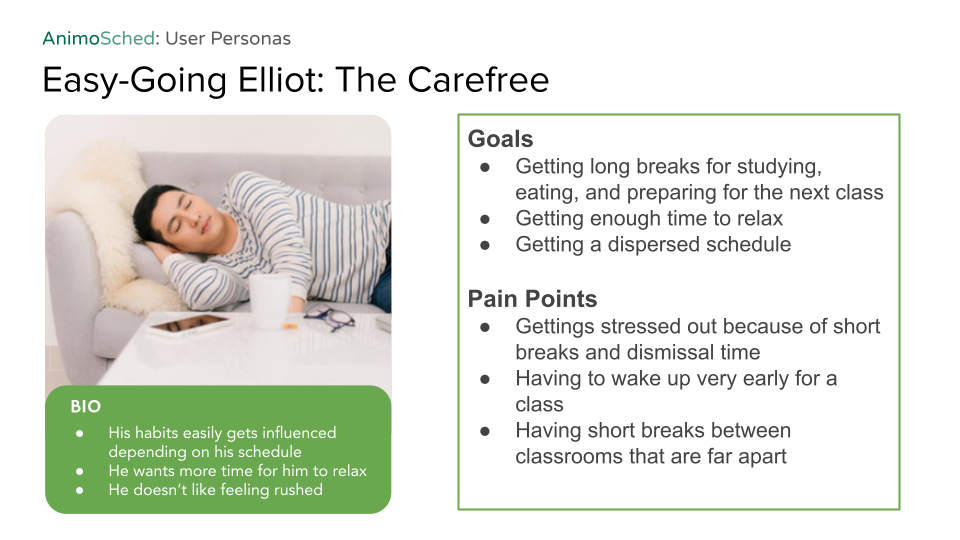 AnimoSched: User Personas
Easy-Going Elliot: The Carefree
BIO
● His habits easily gets influenced
depending on his schedule
● He wants more time for him to relax
● He doesn't like feeling rushed
Goals
● Getting long breaks for studying,
eating, and preparing for the next class
● Getting enough time to relax
● Getting a dispersed schedule
Pain Points
● Gettings stressed out because of short
breaks and dismissal time
● Having to wake up very early for a
class
● Having short breaks between
classrooms that are far apart